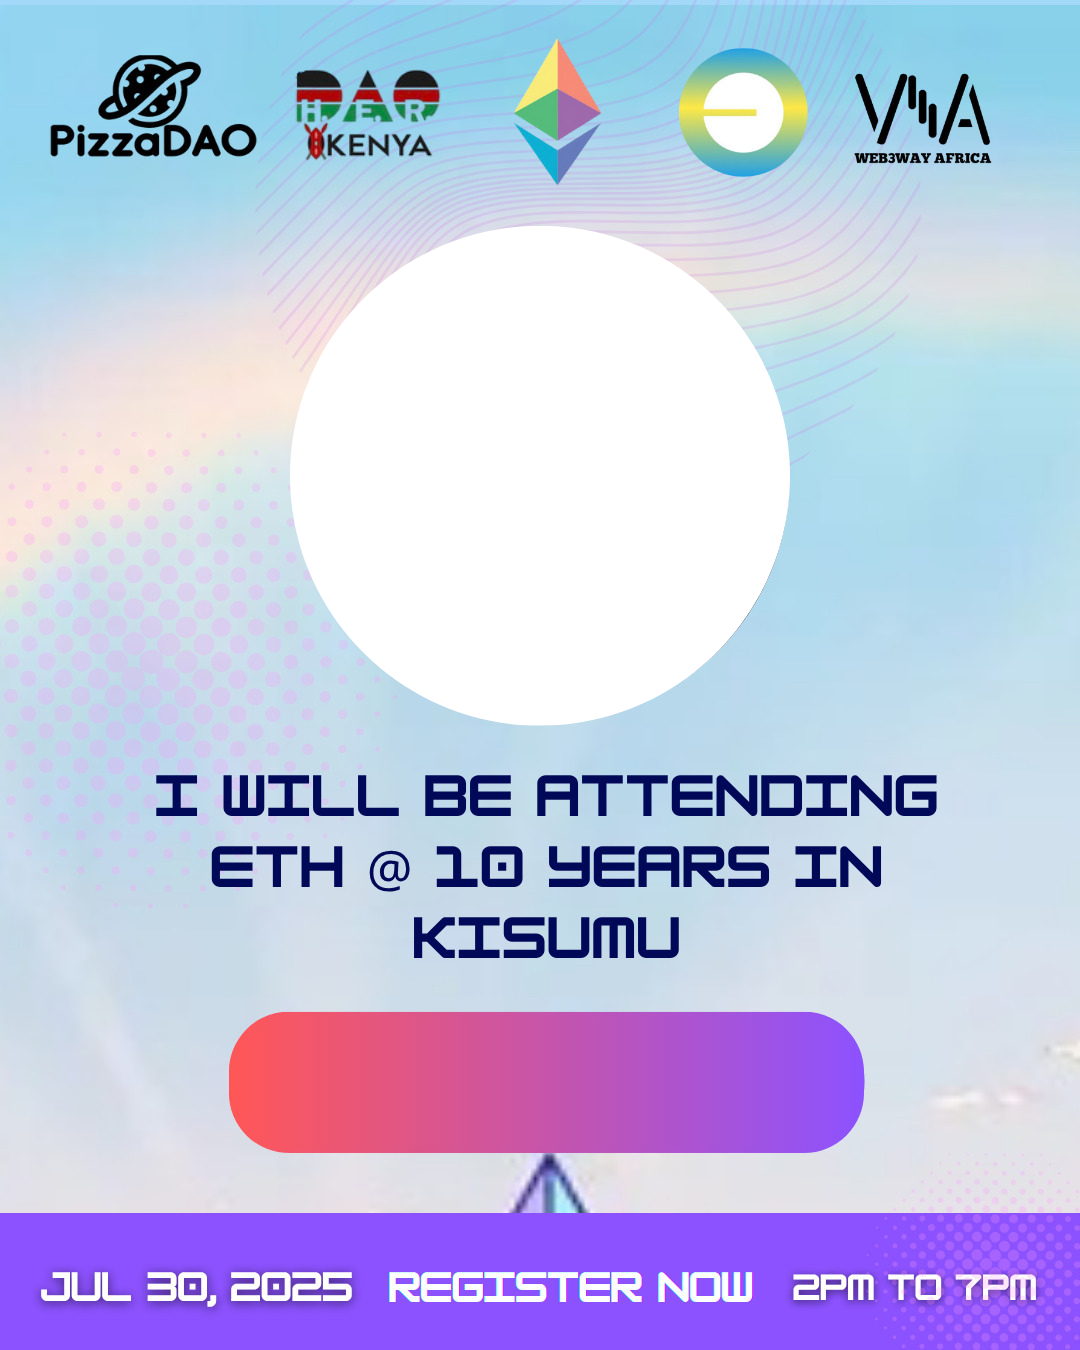 PizzaDAO
DAO
H.E.R.
KENYA
WEB3WAY AFRICA
I WILL BE ATTENDING
ETH @ 10 YEARS IN
KISUMU
JUL 30, 2025 REGISTER NOW 2PM TO 7PM